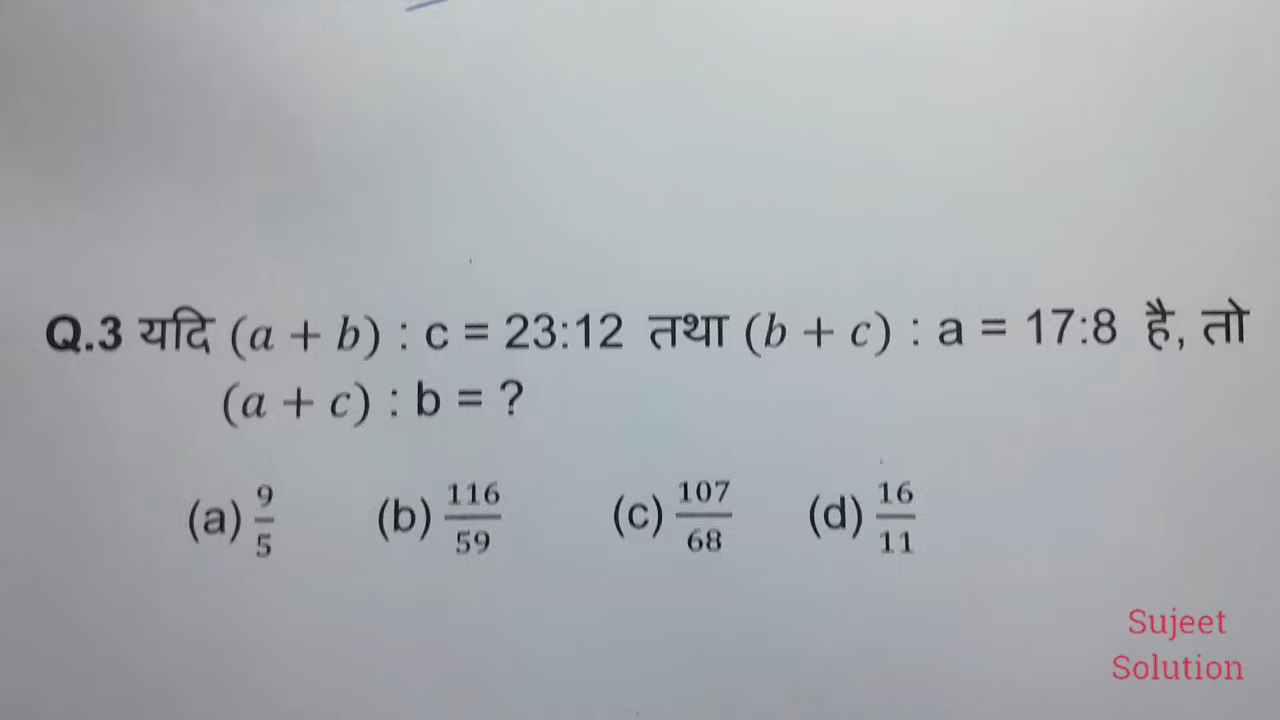 Q.3 यदि (a + b) : c = 23:12 तथा (b + c) : a = 17:8 है, तो
(a + c) : b = ?
(a) 9/5 (b) 116/59 (c) 107/68 (d) 16/11
Sujeet
Solution